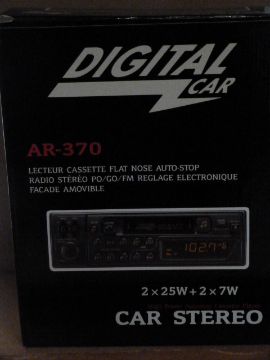 DIGITAL
CAR
AR-370
LECTEUR CASSETTE FLAT NOSE AUTO-STOP
RADIO STÉRÉO PO/GO/FM REGLAGE ELECTRONIQUE
FACADE AMOVIBLE
1027
2 x 25W + 2 x 7W
CAR STEREO